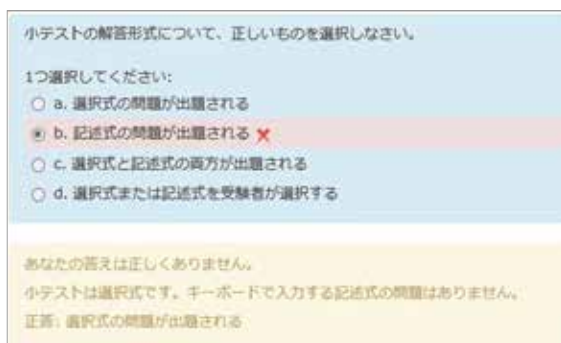 小テストの解答形式について、正しいものを選択しなさい。
1つ選択してください:
a. 選択式の問題が出題される
b. 記述式の問題が出題される
c. 選択式と記述式の両方が出題される
d. 選択式または記述式を受験者が選択する
あなたの答えは正しくありません。
小テストは選択式です。キーボードで入力する記述式の問題はありません。
正答: 選択式の問題が出題される